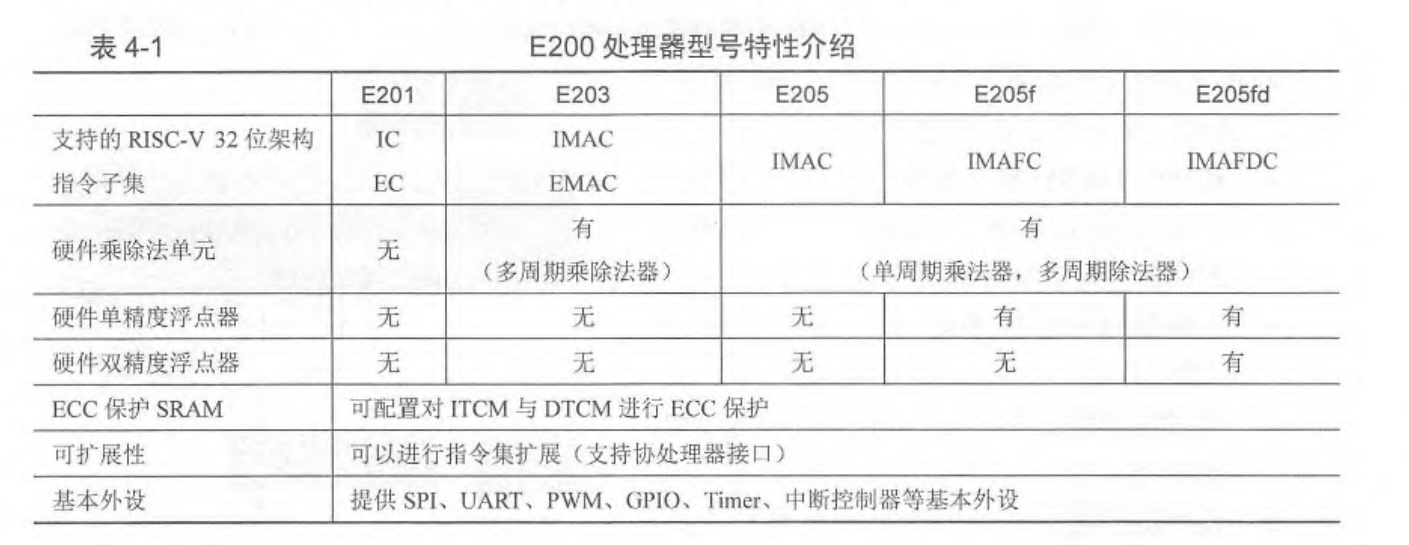 表 4-1 E200 处理器型号特性介绍
E201 E203 E205 E205f E205fd
支持的 RISC-V 32 位架构 IC IMAC
IMAC IMAFC IMAFDC
指令子集 EC EMAC
有 有
硬件乘除法单元 无
（多周期乘除法器） （单周期乘法器，多周期除法器）
硬件单精度浮点器 无 无 无 有 有
硬件双精度浮点器 无 无 无 无 有
ECC 保护 SRAM 可配置对 ITCM 与 DTCM 进行 ECC 保护
可扩展性 可以进行指令集扩展（支持协处理器接口）
基本外设 提供 SPI、UART、PWM、GPIO、Timer、中断控制器等基本外设